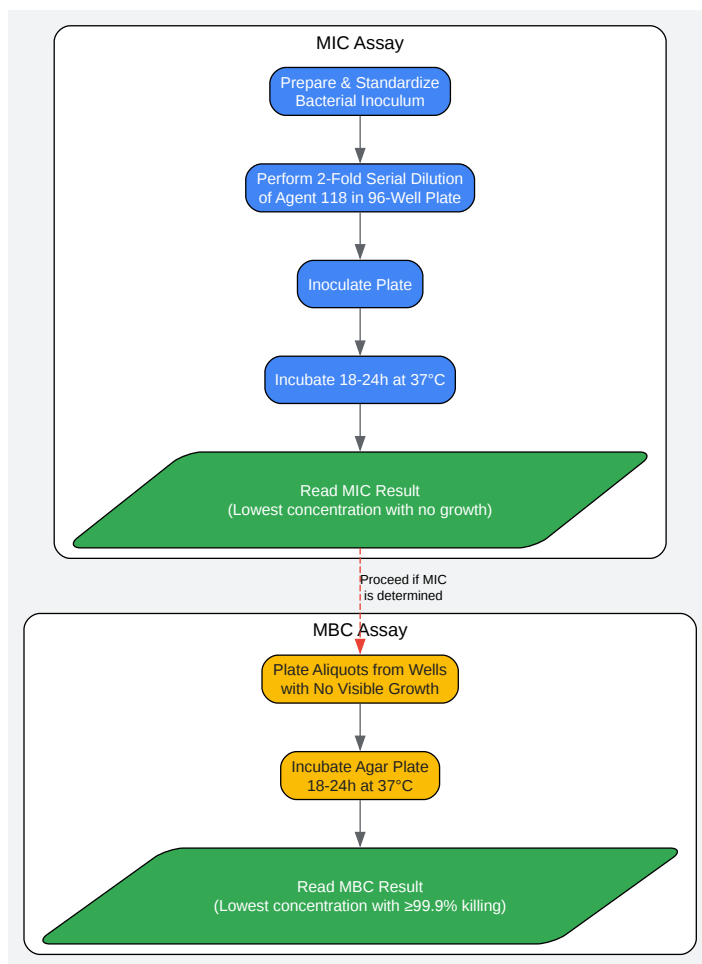 MIC Assay
Prepare & Standardize
Bacterial Inoculum
Perform 2-Fold Serial Dilution
of Agent 118 in 96-Well Plate
Inoculate Plate
Incubate 18-24h at 37°C
Read MIC Result
(Lowest concentration with no growth)
Proceed if MIC
is determined
MBC Assay
Plate Aliquots from Wells
with No Visible Growth
Incubate Agar Plate
18-24h at 37°C
Read MBC Result
(Lowest concentration with ≥99.9% killing)